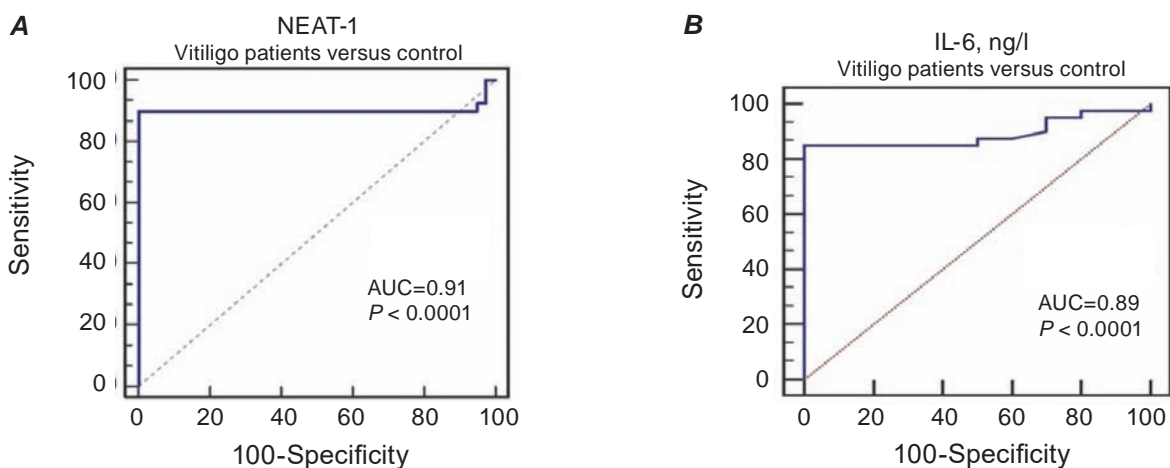 A
NEAT-1
Vitiligo patients versus control
100
80
60
40
20
0
Sensitivity
AUC=0.91
P < 0.0001
0 20 40 60 80 100
100-Specificity
B
IL-6, ng/l
Vitiligo patients versus control
100
80
60
40
20
0
Sensitivity
AUC=0.89
P < 0.0001
0 20 40 60 80 100
100-Specificity